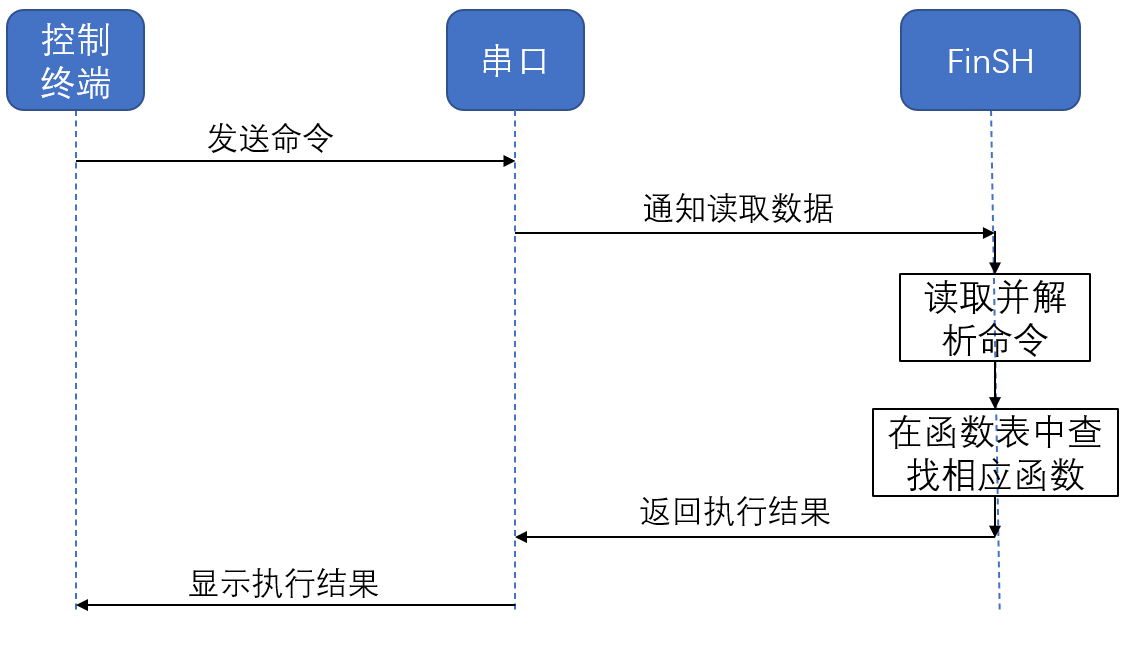 控制
终端
串口
FinSH
发送命令
通知读取数据
读取并解
析命令
在函数表中查
找相应函数
返回执行结果
显示执行结果